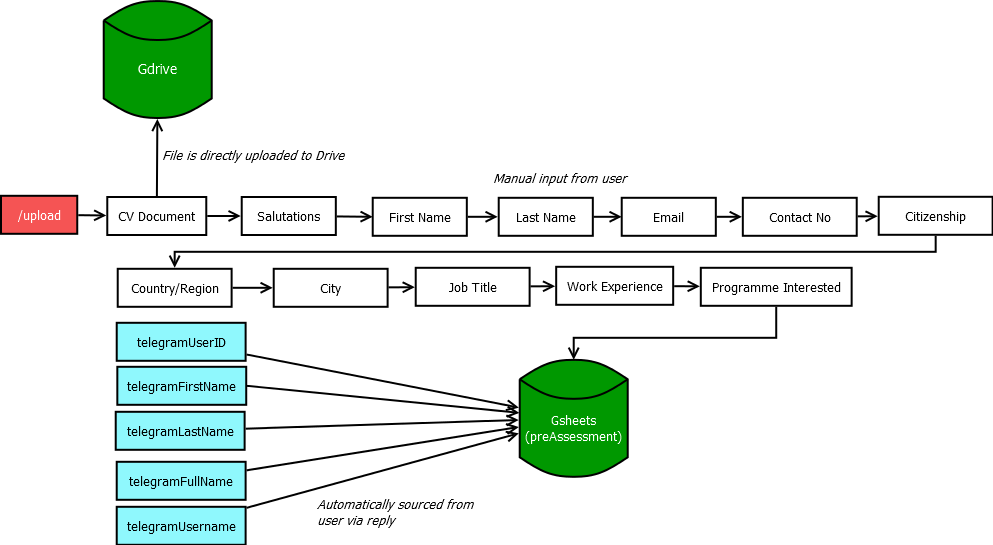 Gdrive
File is directly uploaded to Drive
Manual input from user
/upload
CV Document
Salutations
First Name
Last Name
Email
Contact No
Citizenship
Country/Region
City
Job Title
Work Experience
Programme Interested
telegramUserID
telegramFirstName
telegramLastName
telegramFullName
telegramUsername
Gsheets
(preAssessment)
Automatically sourced from
user via reply